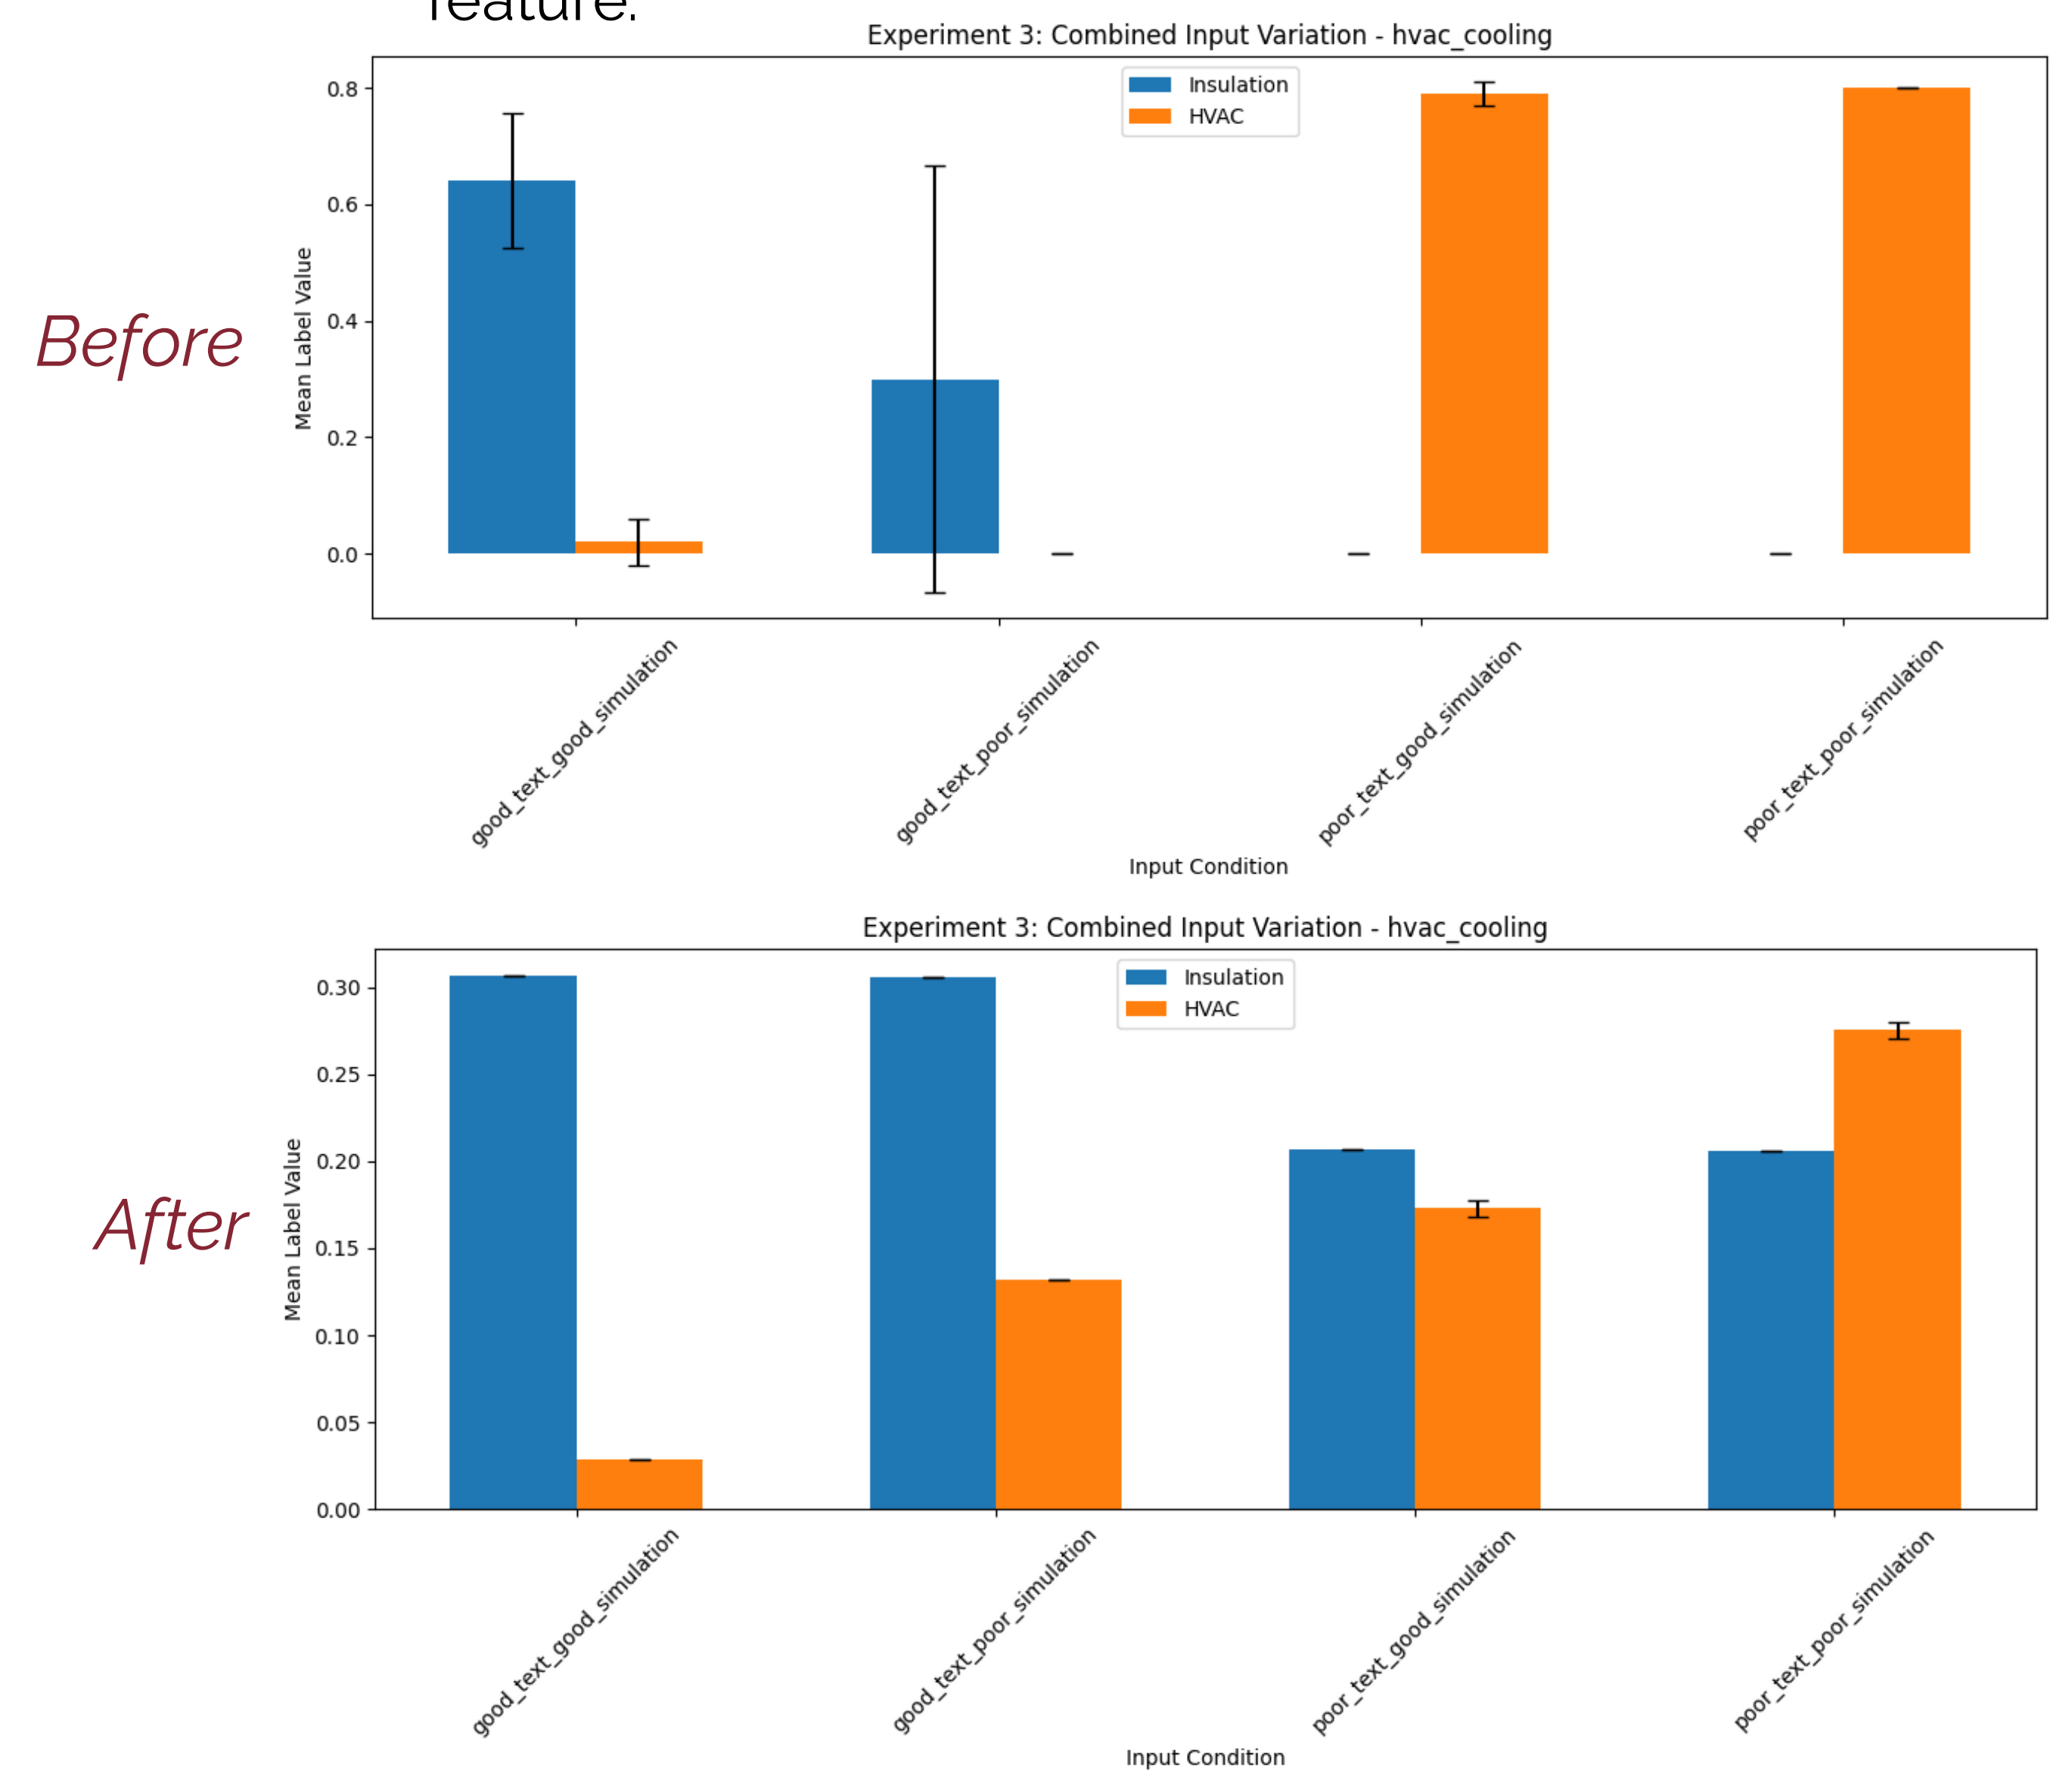 feature.
Experiment 3: Combined Input Variation - hvac_cooling
Insulation
HVAC
Before
Mean Label Value
0.8
0.6
0.4
0.2
0.0
good_text_good_simulation
good_text_poor_simulation
poor_text_good_simulation
poor_text_poor_simulation
Input Condition
Experiment 3: Combined Input Variation - hvac_cooling
Insulation
HVAC
After
Mean Label Value
0.30
0.25
0.20
0.15
0.10
0.05
0.00
good_text_good_simulation
good_text_poor_simulation
poor_text_good_simulation
poor_text_poor_simulation
Input Condition